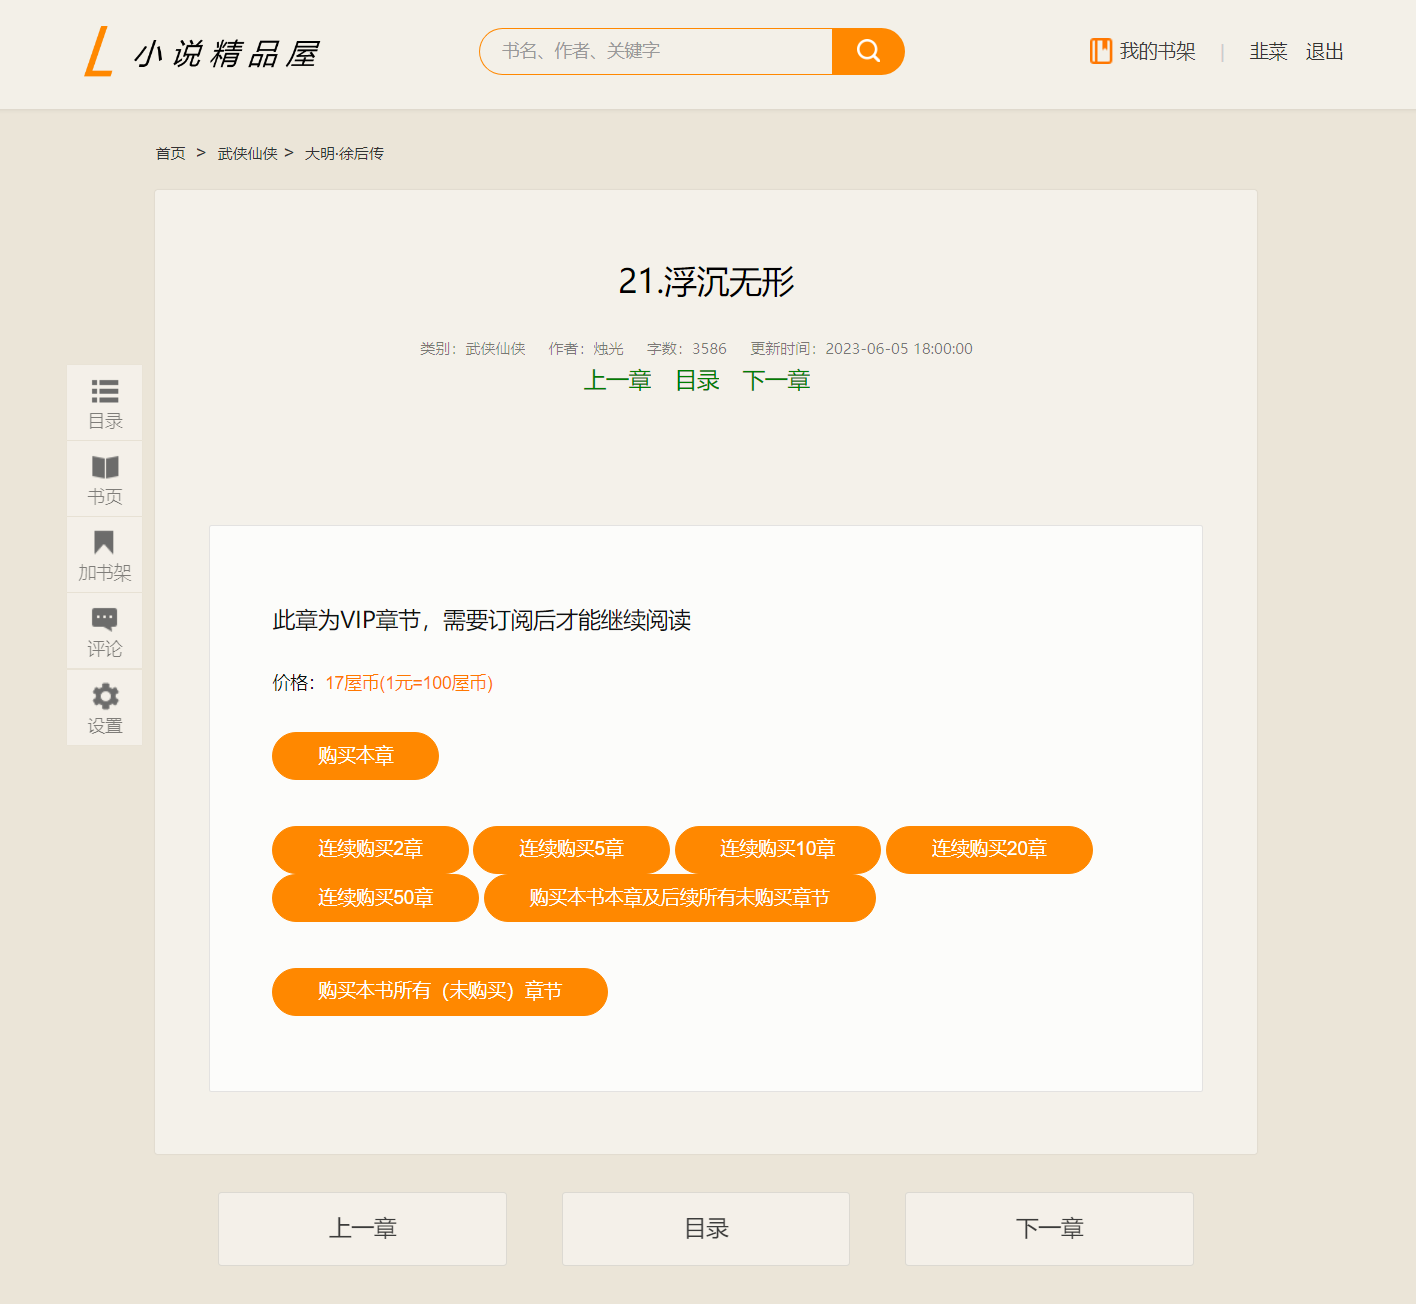 小说精品屋
书名、作者、关键字
我的书架 | 韭菜 退出
首页 > 武侠仙侠 > 大明·徐后传
21.浮沉无形
类别：武侠仙侠 作者：烛光 字数：3586 更新时间：2023-06-05 18:00:00
上一章 目录 下一章
目录
书页
加书架
评论
设置
此章为VIP章节，需要订阅后才能继续阅读
价格：17屋币(1元=100屋币)
购买本章
连续购买2章 连续购买5章 连续购买10章 连续购买20章
连续购买50章 购买本书本章及后续所有未购买章节
购买本书所有（未购买）章节
上一章 目录 下一章